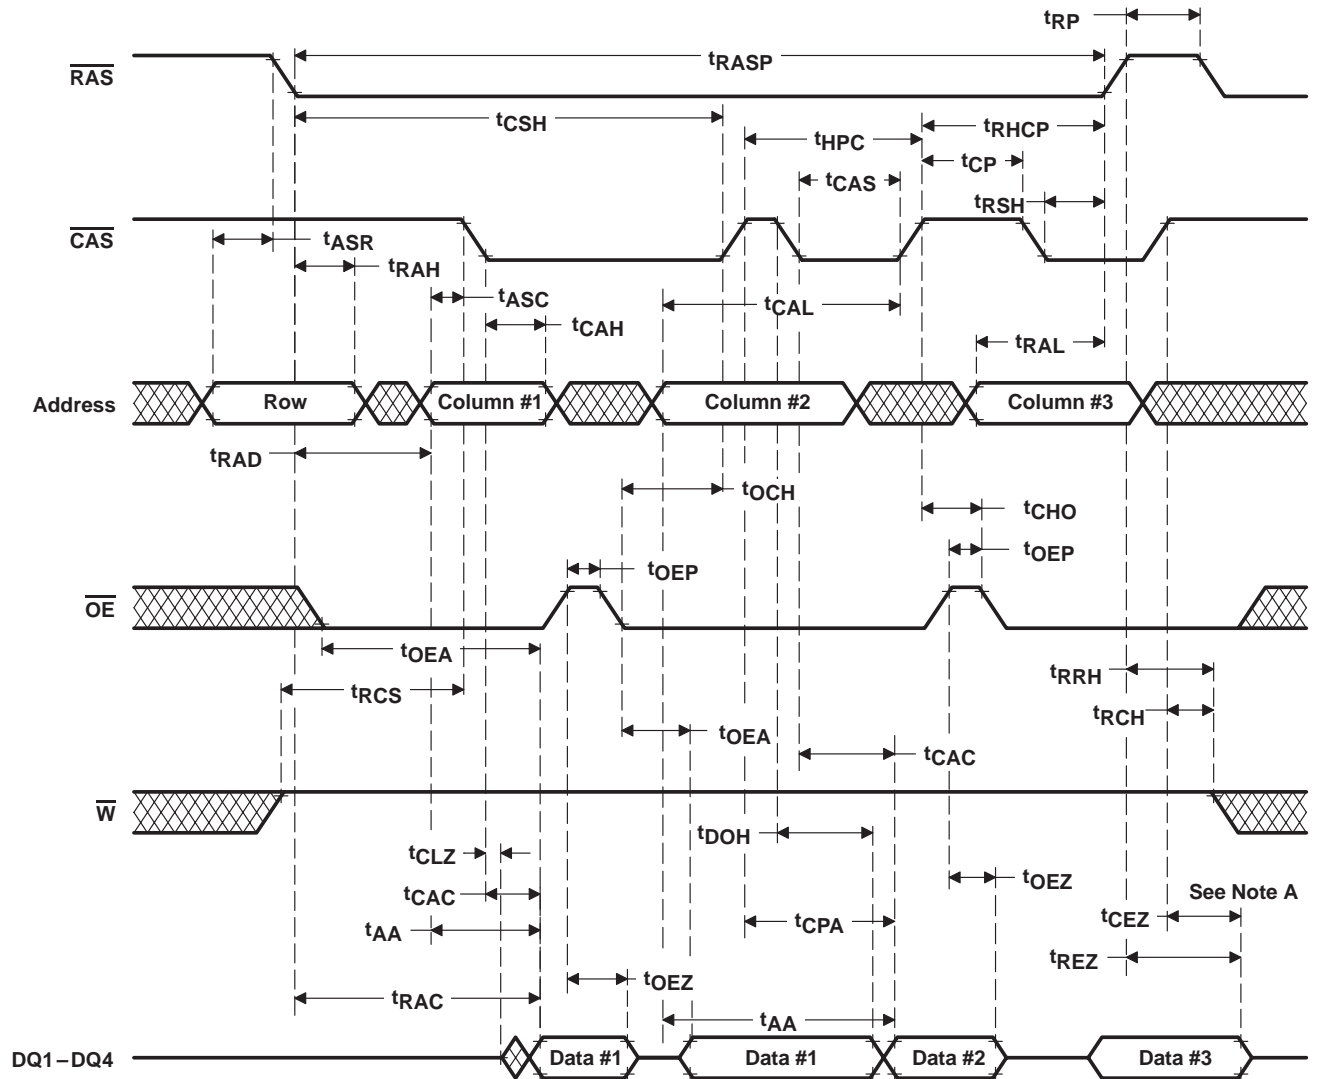 tRP
RAS
tRASP
tCSH
tHPC
tRHCP
tCP
tCAS
tRSH
CAS
tASR
tRAH
tASC
tCAL
tCAH
tRAL
Address
Row
Column #1
Column #2
Column #3
tRAD
tOCH
tCHO
tOEP
tOEP
OE
tOEA
tRRH
tRCS
tRCH
tOEA
tCAC
W
tDOH
tCLZ
tOEZ
tCAC
See Note A
tCPA
tCEZ
tAA
tREZ
tOEZ
tRAC
tAA
DQ1–DQ4
Data #1
Data #1
Data #2
Data #3